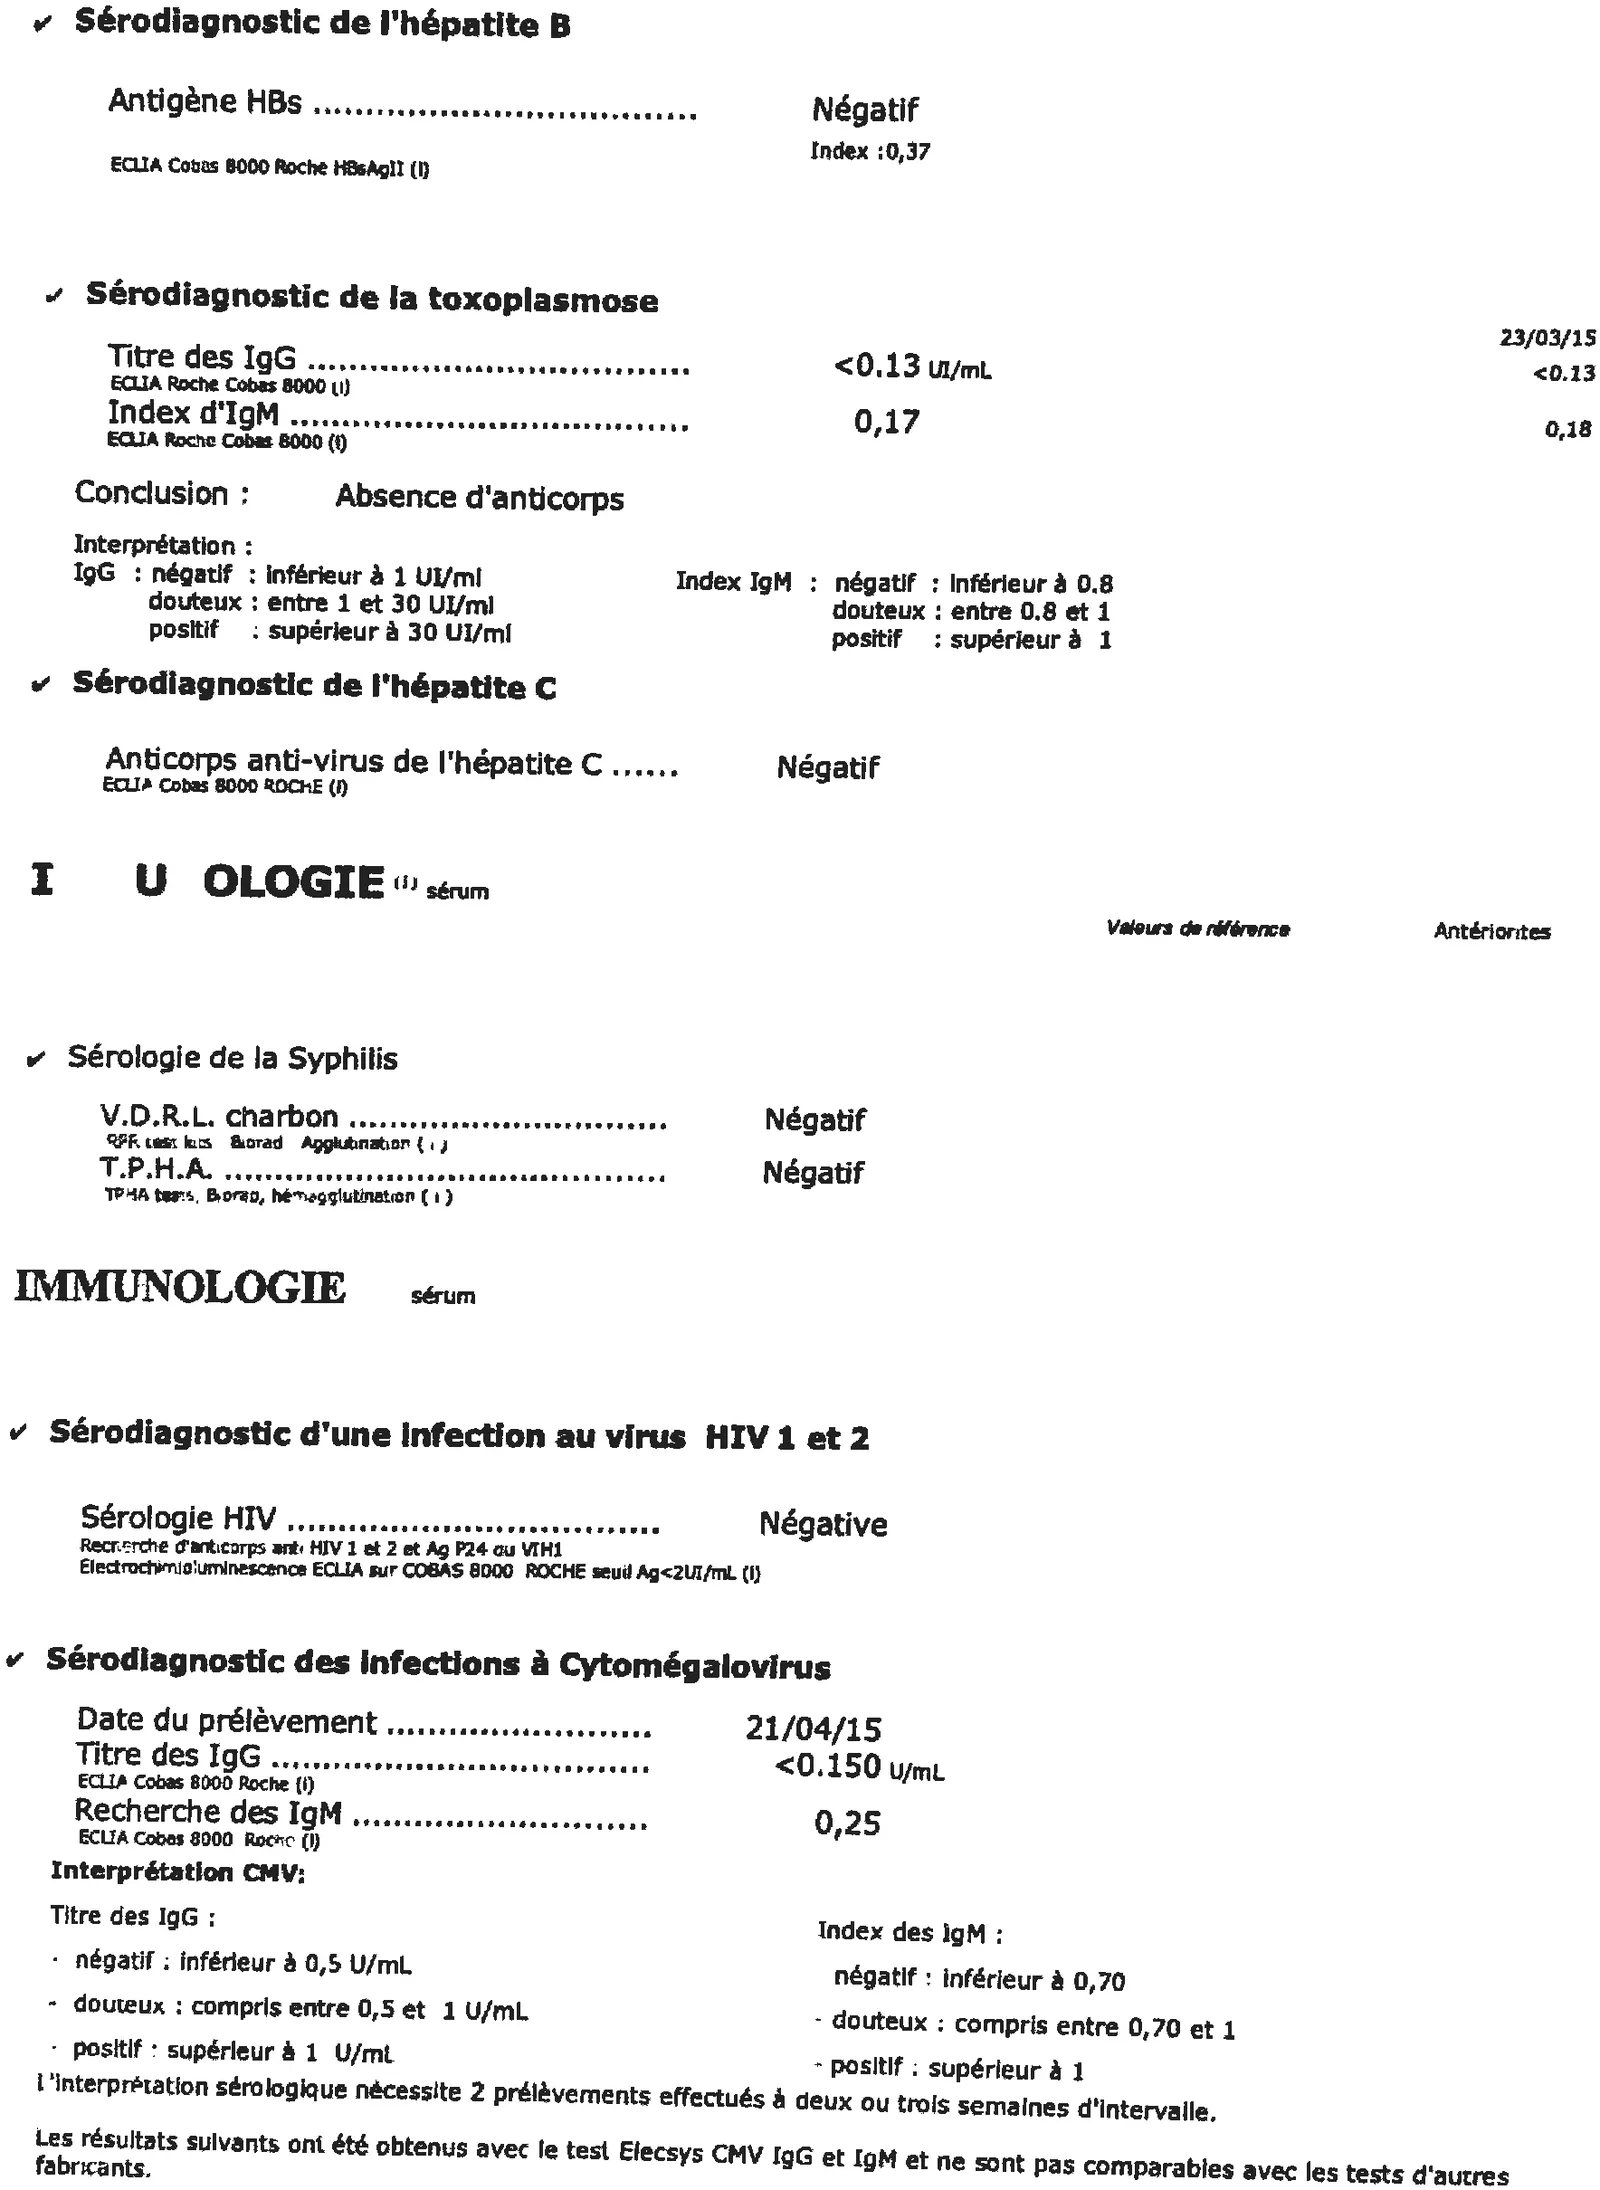 ✔ Sérodiagnostic de l'hépatite B
Antigène HBs ..................................... Négatif
Index :0,37
ECLIA Cobas 8000 Roche HBsAgII (i)
✔ Sérodiagnostic de la toxoplasmose
23/03/15
Titre des IgG ..................................... <0.13 UI/mL <0.13
ECLIA Roche Cobas 8000 (i)
Index d'IgM ...................................... 0,17 0,18
ECLIA Roche Cobas 8000 (i)
Conclusion : Absence d'anticorps
Interprétation :
IgG : négatif : inférieur à 1 UI/ml Index IgM : négatif : inférieur à 0.8
douteux : entre 1 et 30 UI/ml douteux : entre 0.8 et 1
positif : supérieur à 30 UI/ml positif : supérieur à 1
✔ Sérodiagnostic de l'hépatite C
Anticorps anti-virus de l'hépatite C ...... Négatif
ECLIA Cobas 8000 ROCHE (i)
I U OLOGIE (i) sérum
Valeurs de référence Antériorités
✔ Sérologie de la Syphilis
V.D.R.L. charbon ............................... Négatif
RPR test Biorad Agglutination ( i )
T.P.H.A. ........................................... Négatif
TPHA tests, Biorad, hémagglutination ( i )
IMMUNOLOGIE sérum
✔ Sérodiagnostic d'une infection au virus HIV 1 et 2
Sérologie HIV .................................... Négative
Recherche d'anticorps anti HIV 1 et 2 et Ag P24 du VIH1
Electrochimioluminescence ECLIA sur COBAS 8000 ROCHE seuil Ag<2UI/mL (i)
✔ Sérodiagnostic des infections à Cytomégalovirus
Date du prélèvement ......................... 21/04/15
Titre des IgG ..................................... <0.150 U/mL
ECLIA Cobas 8000 Roche (i)
Recherche des IgM ............................ 0,25
ECLIA Cobas 8000 Roche (i)
Interprétation CMV:
Titre des IgG : Index des IgM :
- négatif : inférieur à 0,5 U/mL négatif : inférieur à 0,70
- douteux : compris entre 0,5 et 1 U/mL - douteux : compris entre 0,70 et 1
- positif : supérieur à 1 U/mL - positif : supérieur à 1
L'interprétation sérologique nécessite 2 prélèvements effectués à deux ou trois semaines d'intervalle.
Les résultats suivants ont été obtenus avec le test Elecsys CMV IgG et IgM et ne sont pas comparables avec les tests d'autres
fabricants.